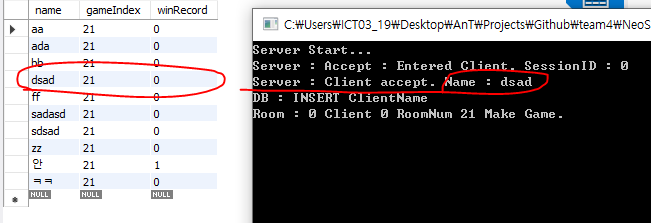 name gameIndex winRecord
aa 21 0
ada 21 0
bb 21 0
dsad 21 0
ff 21 0
sadasd 21 0
sdsad 21 0
zz 21 0
안 21 1
ㅋㅋ 21 0
NULL NULL NULL
C:₩Users₩ICT03_19₩Desktop₩AnT₩Projects₩Github₩team4₩NeoS
Server Start...
Server : Accept : Entered Client. SessionID : 0
Server : Client accept. Name : dsad
DB : INSERT ClientName
Room : 0 Client 0 RoomNum 21 Make Game.